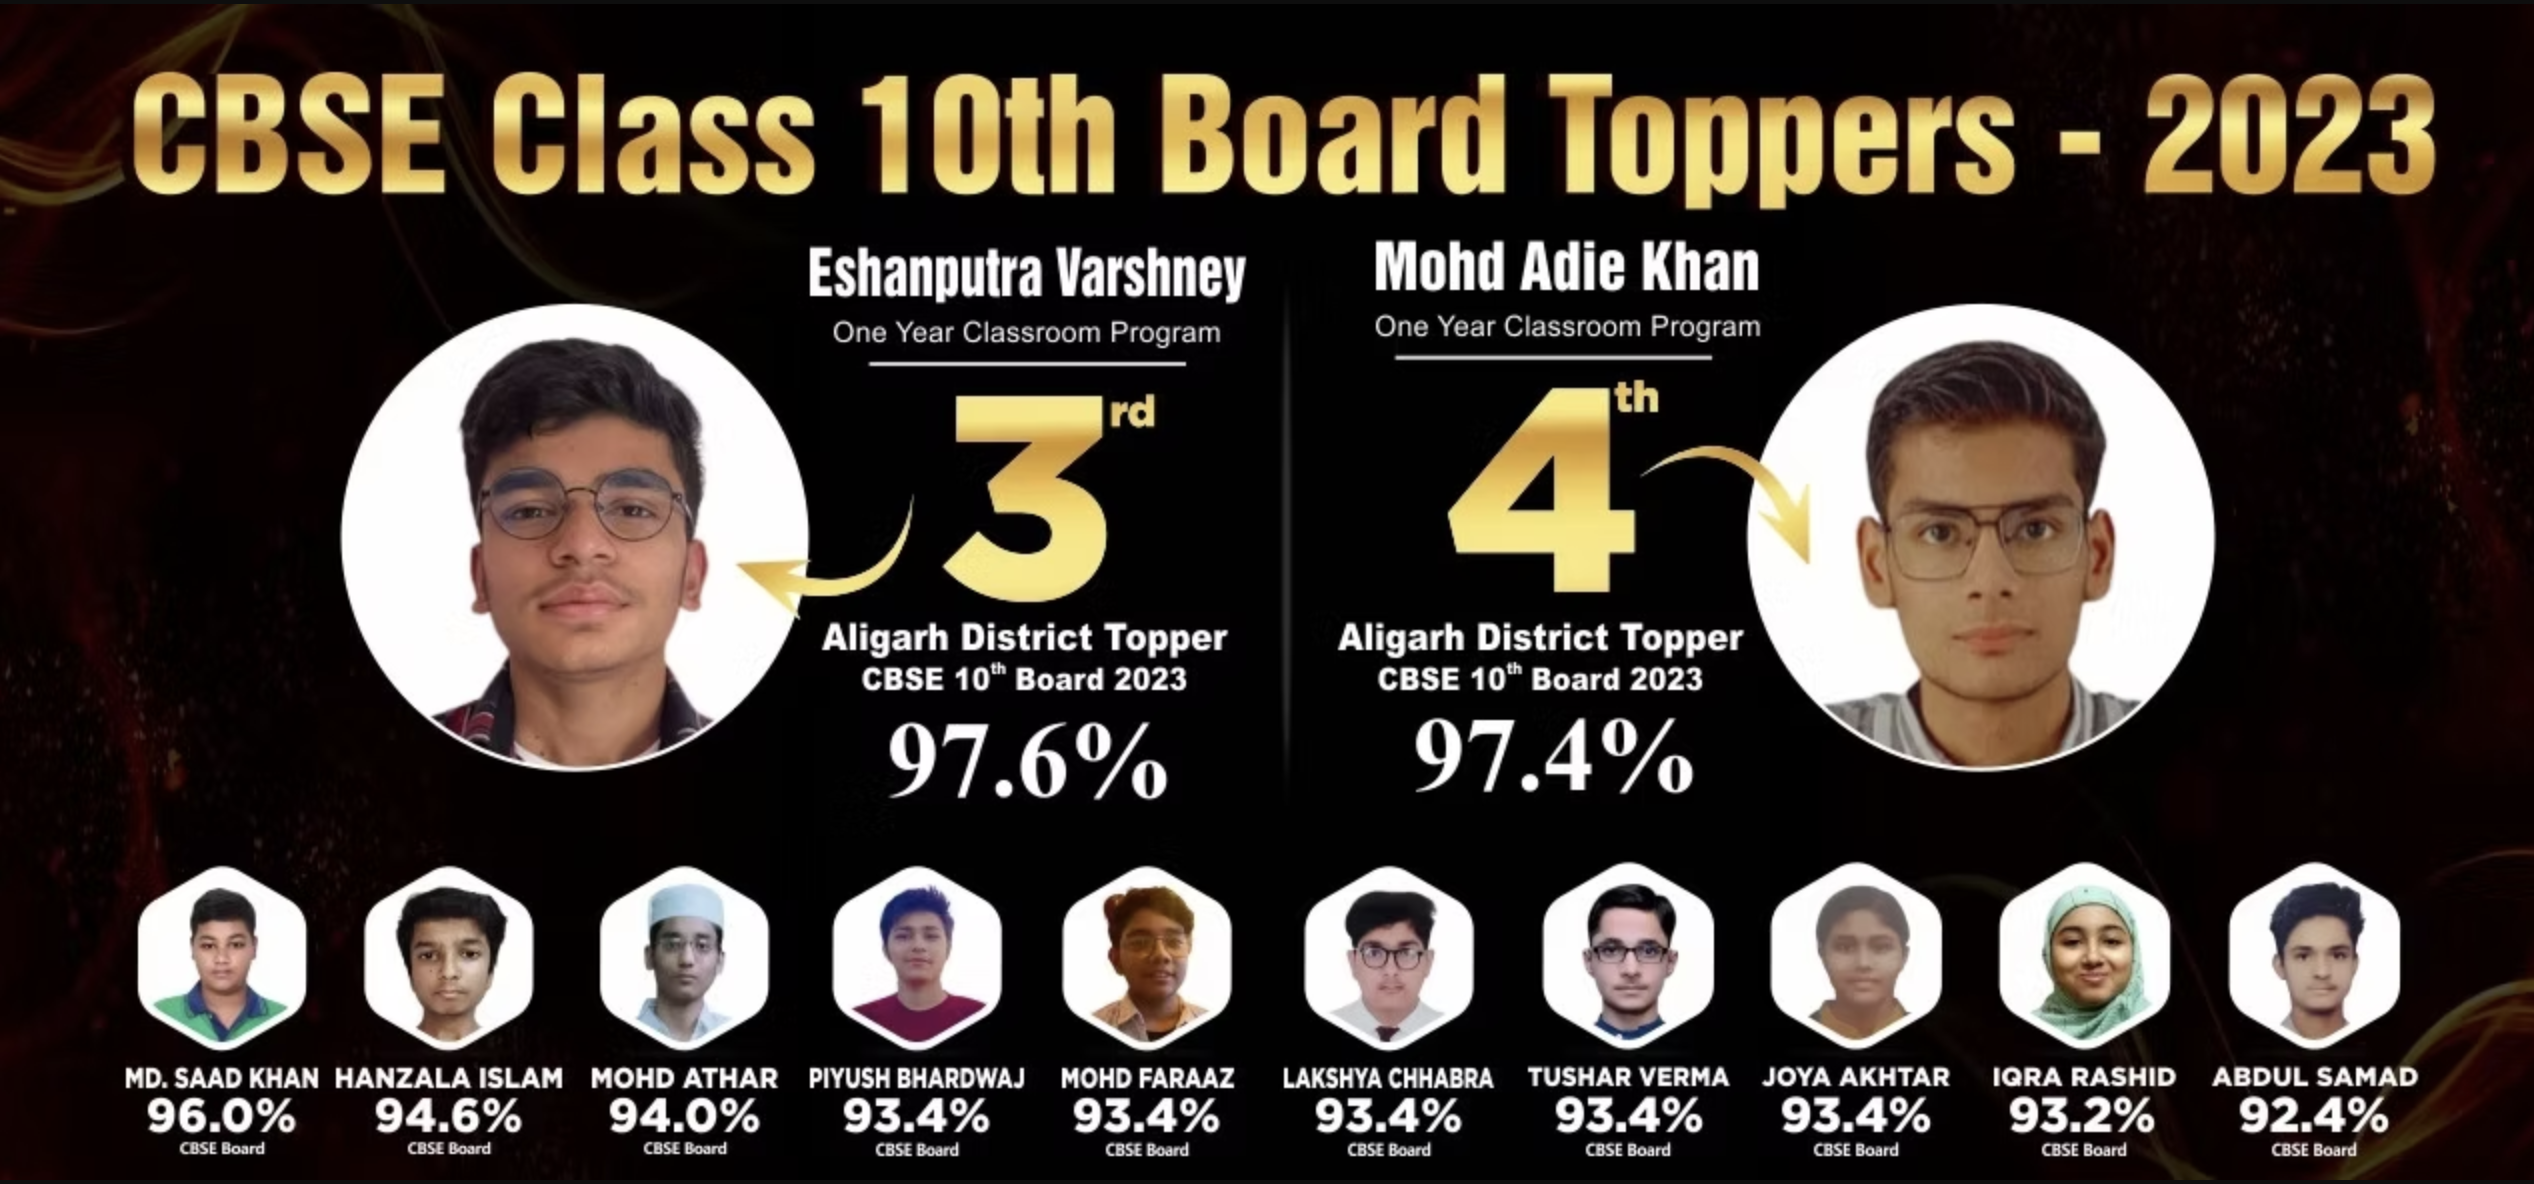 CBSE Class 10th Board Toppers - 2023
Eshanputra Varshney
One Year Classroom Program
3rd
Aligarh District Topper
CBSE 10th Board 2023
97.6%
Mohd Adie Khan
One Year Classroom Program
4th
Aligarh District Topper
CBSE 10th Board 2023
97.4%
MD. SAAD KHAN
96.0%
CBSE Board
HANZALA ISLAM
94.6%
CBSE Board
MOHD ATHAR
94.0%
CBSE Board
PIYUSH BHARDWAJ
93.4%
CBSE Board
MOHD FARAAZ
93.4%
CBSE Board
LAKSHYA CHHABRA
93.4%
CBSE Board
TUSHAR VERMA
93.4%
CBSE Board
JOYA AKHTAR
93.4%
CBSE Board
IQRA RASHID
93.2%
CBSE Board
ABDUL SAMAD
92.4%
CBSE Board